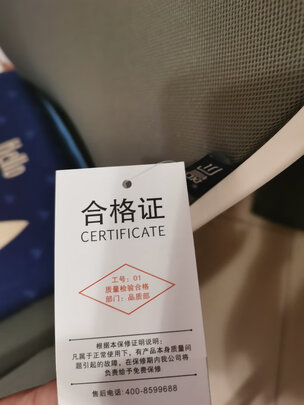 hello
合格证
CERTIFICATE
工号：01
质量检验合格
部门：品质部
根据本保修证明说明：
凡属于正常使用下，有产品本身质量问
题引起的故障，在保修期内我公司将
负责给予免费保修
售后电话：400-8599688